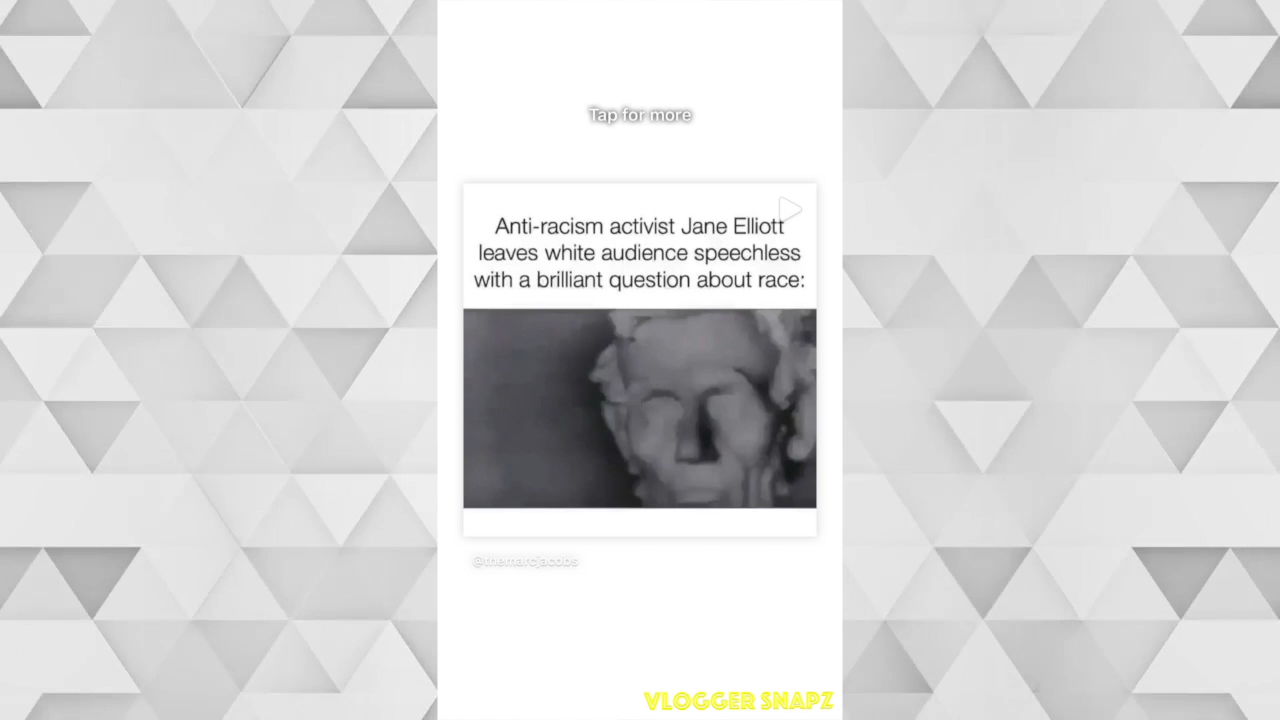 Tap for more
Anti-racism activist Jane Elliott
leaves white audience speechless
with a brilliant question about race:
@themarcjacobs
VLOGGER SNAPZ